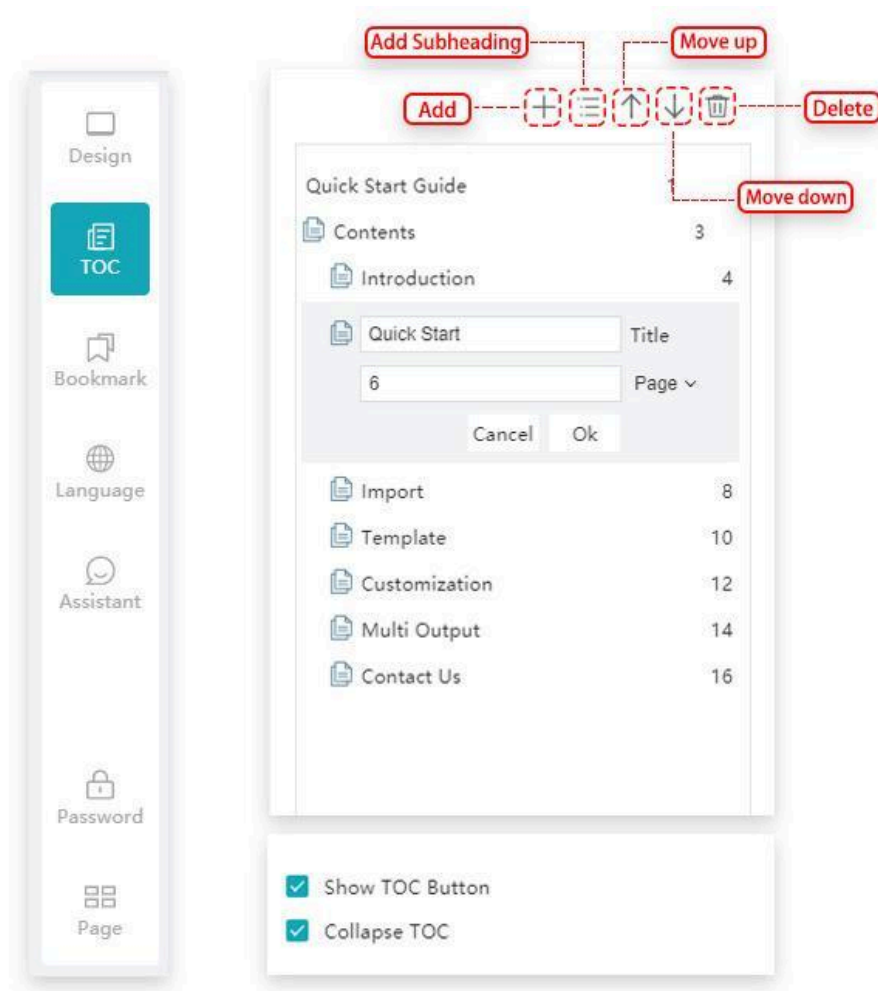 Design
TOC
Bookmark
Language
Assistant
Password
Page
Add Subheading
Move up
Add
Delete
Move down
Quick Start Guide 1
Contents 3
Introduction 4
Quick Start Title
6 Page
Cancel Ok
Import 8
Template 10
Customization 12
Multi Output 14
Contact Us 16
Show TOC Button
Collapse TOC